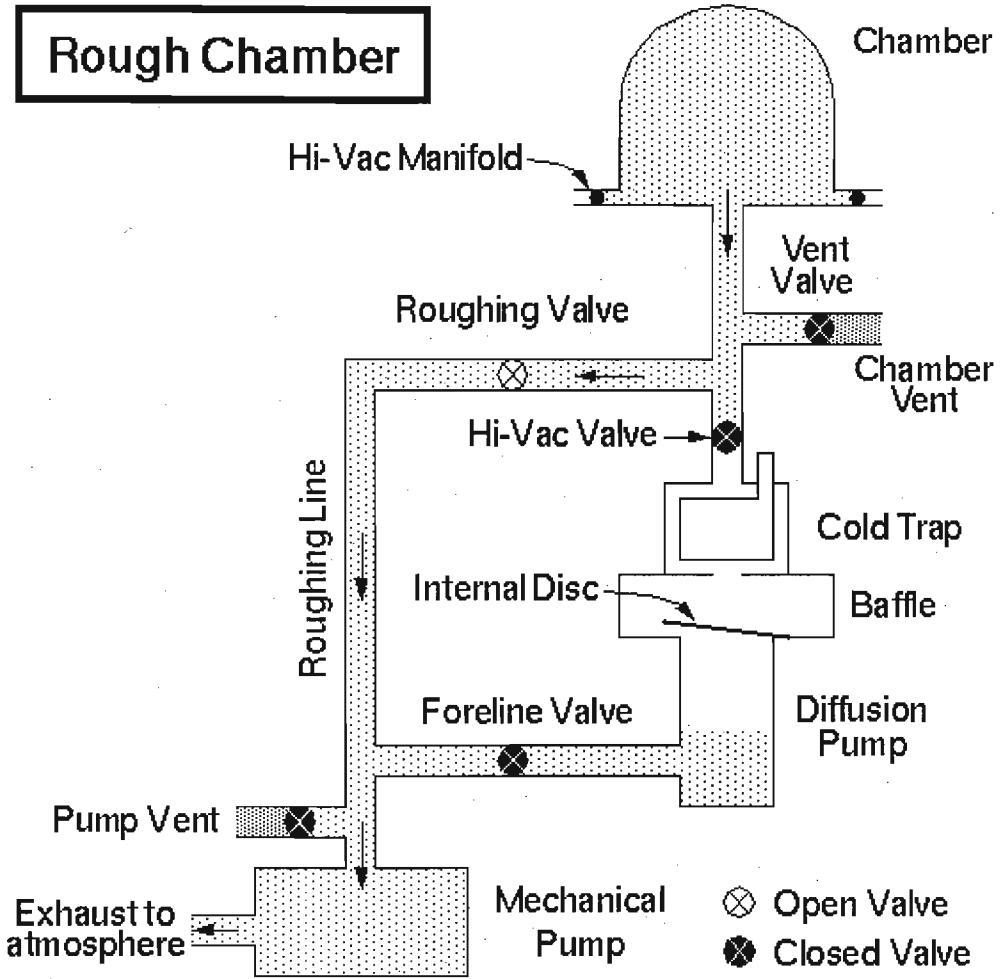 Rough Chamber
Chamber
Hi-Vac Manifold
Vent
Valve
Roughing Valve
Chamber
Vent
Hi-Vac Valve
Roughing Line
Cold Trap
Internal Disc
Baffle
Foreline Valve
Diffusion
Pump
Pump Vent
Exhaust to
atmosphere
Mechanical
Pump
Open Valve
Closed Valve